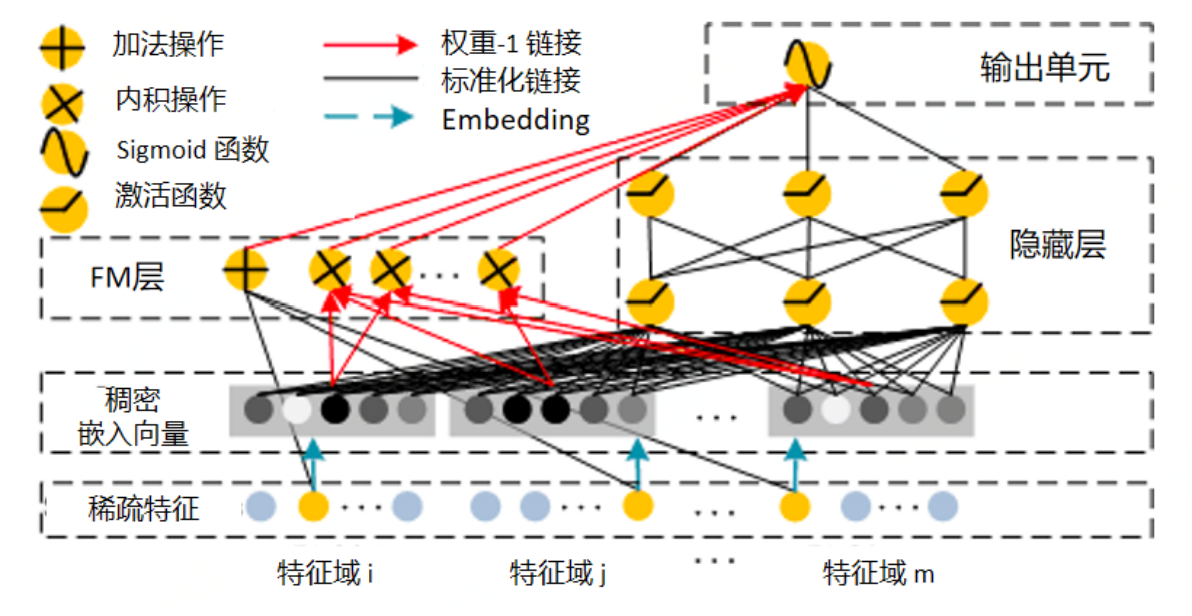 加法操作
内积操作
Sigmoid 函数
激活函数
权重-1 链接
标准化链接
Embedding
输出单元
隐藏层
FM层
...
稠密
嵌入向量
...
稀疏特征
...
...
...
...
特征域 i
特征域 j
...
特征域 m